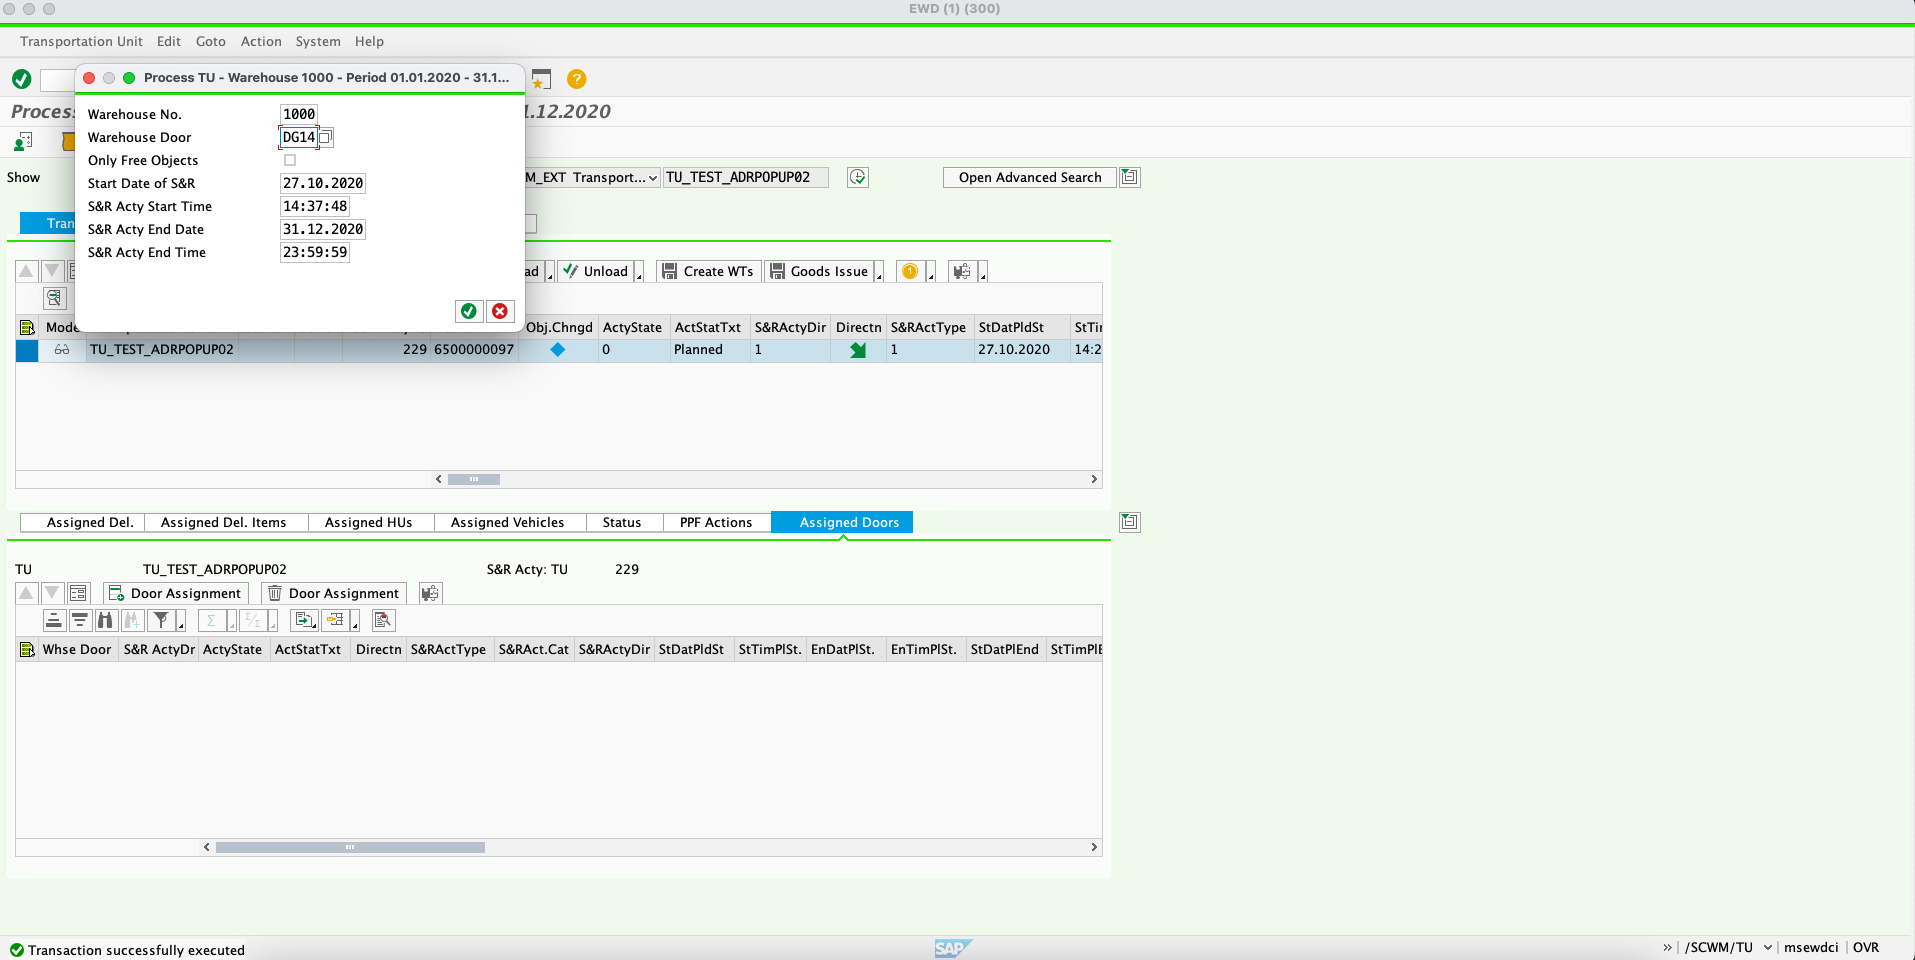 EWD (1) (300)
Transportation Unit Edit Goto Action System Help
Process TU - Warehouse 1000 - Period 01.01.2020 - 31.1...
Process
1.12.2020
Warehouse No. 1000
Warehouse Door DG14
Only Free Objects
Start Date of S&R 27.10.2020
S&R Acty Start Time 14:37:48
S&R Acty End Date 31.12.2020
S&R Acty End Time 23:59:59
Show M_EXT Transport... TU_TEST_ADRPOPUP02 Open Advanced Search
Tran
ad Unload Create WTs Goods Issue
Mode Obj.Chngd ActyState ActStatTxt S&RActyDir Directn S&RActType StDatPldSt StTi
TU_TEST_ADRPOPUP02 229 6500000097 0 Planned 1 1 27.10.2020 14:2
Assigned Del. Assigned Del. Items Assigned HUs Assigned Vehicles Status PPF Actions Assigned Doors
TU TU_TEST_ADRPOPUP02 S&R Acty: TU 229
Door Assignment Door Assignment
Whse Door S&R ActyDr ActyState ActStatTxt Directn S&RActType S&RAct.Cat S&RActyDir StDatPldSt StTimPlSt. EnDatPlSt. EnTimPlSt. StDatPlEnd StTimPlE
Transaction successfully executed
SAP
/SCWM/TU msewdci OVR